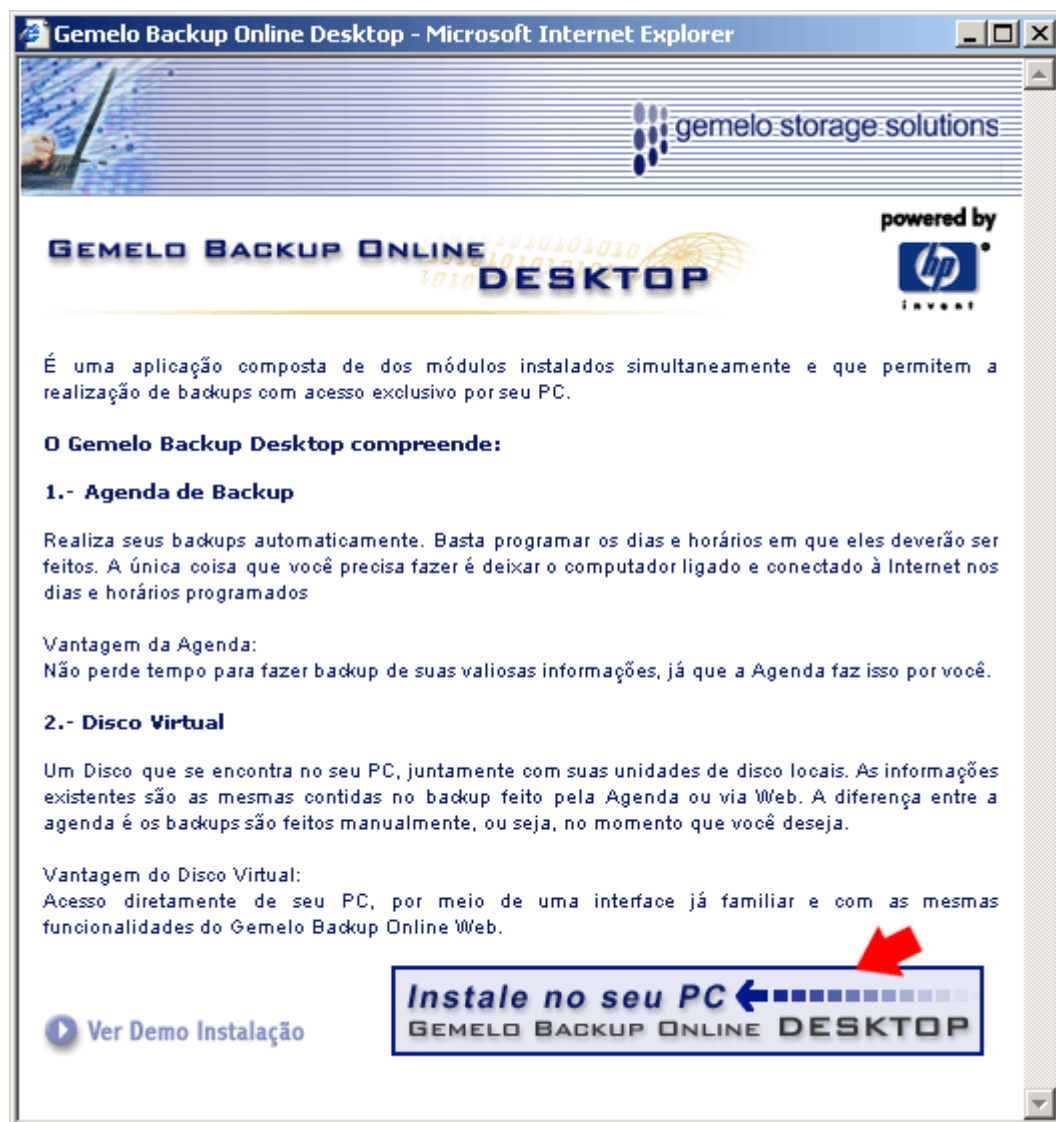 Gemelo Backup Online Desktop - Microsoft Internet Explorer
gemelo storage solutions
powered by
GEMELO BACKUP ONLINE
DESKTOP
hp
invent
É uma aplicação composta de dos módulos instalados simultaneamente e que permitem a
realização de backups com acesso exclusivo por seu PC.
O Gemelo Backup Desktop compreende:
1.- Agenda de Backup
Realiza seus backups automaticamente. Basta programar os dias e horários em que eles deverão ser
feitos. A única coisa que você precisa fazer é deixar o computador ligado e conectado à Internet nos
dias e horários programados
Vantagem da Agenda:
Não perde tempo para fazer backup de suas valiosas informações, já que a Agenda faz isso por você.
2.- Disco Virtual
Um Disco que se encontra no seu PC, juntamente com suas unidades de disco locais. As informações
existentes são as mesmas contidas no backup feito pela Agenda ou via Web. A diferença entre a
agenda é os backups são feitos manualmente, ou seja, no momento que você deseja.
Vantagem do Disco Virtual:
Acesso diretamente de seu PC, por meio de uma interface já familiar e com as mesmas
funcionalidades do Gemelo Backup Online Web.
Instale no seu PC
GEMELO BACKUP ONLINE DESKTOP
Ver Demo Instalação